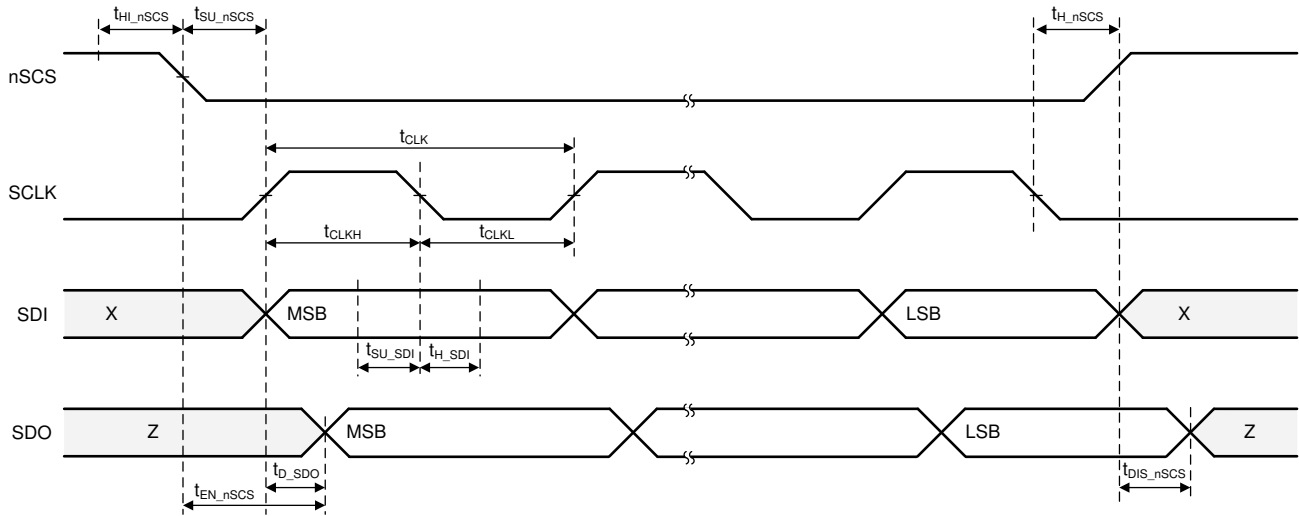 tHI_nSCS tSU_nSCS tH_nSCS
nSCS
tCLK
SCLK
tCLKH tCLKL
SDI X MSB LSB X
tSU_SDI tH_SDI
SDO Z MSB LSB Z
tD_SDO
tEN_nSCS tDIS_nSCS